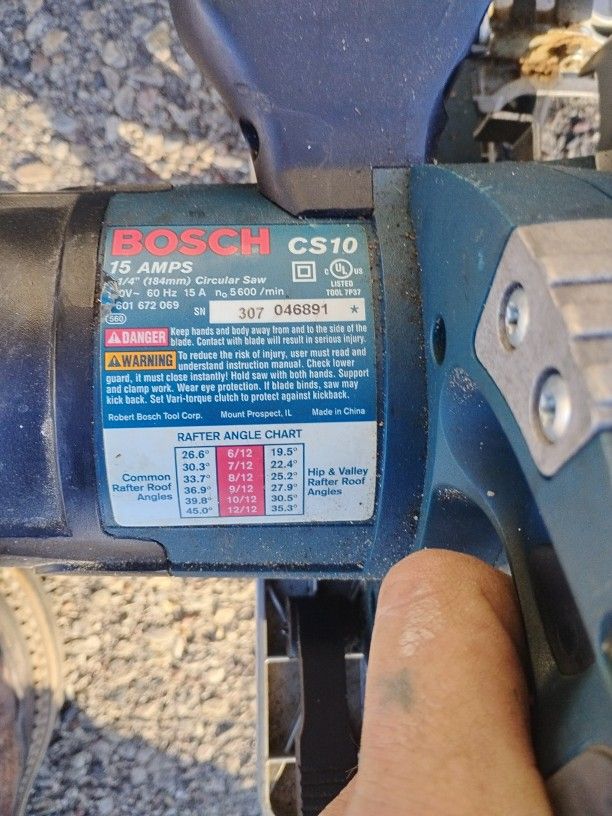 BOSCH CS10
15 AMPS
1/4" (184mm) Circular Saw
0V~ 60 Hz 15 A n₀ 5600 /min
601 672 069
560
SN 307 046891 *
C UL US
LISTED
TOOL 7P37
DANGER Keep hands and body away from and to the side of the
blade. Contact with blade will result in serious injury.
WARNING To reduce the risk of injury, user must read and
understand instruction manual. Check lower
guard, it must close instantly! Hold saw with both hands. Support
and clamp work. Wear eye protection. If blade binds, saw may
kick back. Set Vari-torque clutch to protect against kickback.
Robert Bosch Tool Corp. Mount Prospect, IL Made in China
RAFTER ANGLE CHART
Common
Rafter Roof
Angles
26.6° 6/12 19.5°
30.3° 7/12 22.4°
33.7° 8/12 25.2°
36.9° 9/12 27.9°
39.8° 10/12 30.5°
45.0° 12/12 35.3°
Hip & Valley
Rafter Roof
Angles